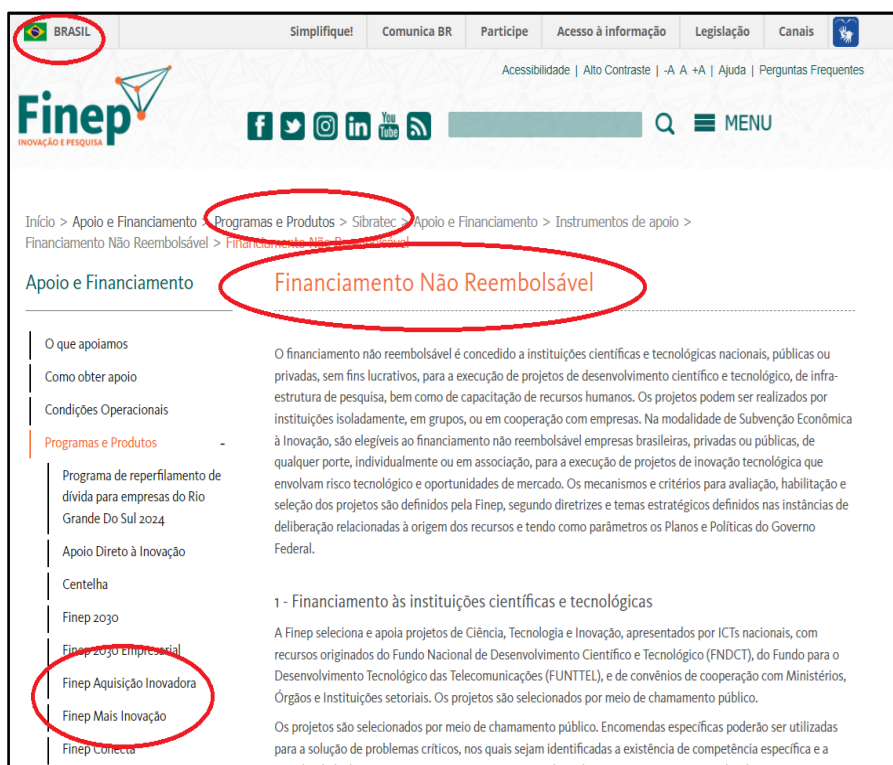 BRASIL Simplifique! Comunica BR Participe Acesso à informação Legislação Canais
Acessibilidade | Alto Contraste | -A A +A | Ajuda | Perguntas Frequentes
Finep
INOVAÇÃO E PESQUISA
You
Tube
MENU
Início > Apoio e Financiamento > Programas e Produtos > Sibratec > Apoio e Financiamento > Instrumentos de apoio >
Financiamento Não Reembolsável > Financiamento Não Reembolsável
Apoio e Financiamento
O que apoiamos
Como obter apoio
Condições Operacionais
Programas e Produtos -
Programa de reperfilamento de
dívida para empresas do Rio
Grande Do Sul 2024
Apoio Direto à Inovação
Centelha
Finep 2030
Finep 2030 Empresarial
Finep Aquisição Inovadora
Finep Mais Inovação
Finep Conecta
Financiamento Não Reembolsável
O financiamento não reembolsável é concedido a instituições científicas e tecnológicas nacionais, públicas ou
privadas, sem fins lucrativos, para a execução de projetos de desenvolvimento científico e tecnológico, de infra-
estrutura de pesquisa, bem como de capacitação de recursos humanos. Os projetos podem ser realizados por
instituições isoladamente, em grupos, ou em cooperação com empresas. Na modalidade de Subvenção Econômica
à Inovação, são elegíveis ao financiamento não reembolsável empresas brasileiras, privadas ou públicas, de
qualquer porte, individualmente ou em associação, para a execução de projetos de inovação tecnológica que
envolvam risco tecnológico e oportunidades de mercado. Os mecanismos e critérios para avaliação, habilitação e
seleção dos projetos são definidos pela Finep, segundo diretrizes e temas estratégicos definidos nas instâncias de
deliberação relacionadas à origem dos recursos e tendo como parâmetros os Planos e Políticas do Governo
Federal.
1 - Financiamento às instituições científicas e tecnológicas
A Finep seleciona e apoia projetos de Ciência, Tecnologia e Inovação, apresentados por ICTs nacionais, com
recursos originados do Fundo Nacional de Desenvolvimento Científico e Tecnológico (FNDCT), do Fundo para o
Desenvolvimento Tecnológico das Telecomunicações (FUNTTEL), e de convênios de cooperação com Ministérios,
Órgãos e Instituições setoriais. Os projetos são selecionados por meio de chamamento público.
Os projetos são selecionados por meio de chamamento público. Encomendas específicas poderão ser utilizadas
para a solução de problemas críticos, nos quais sejam identificadas a existência de competência específica e a